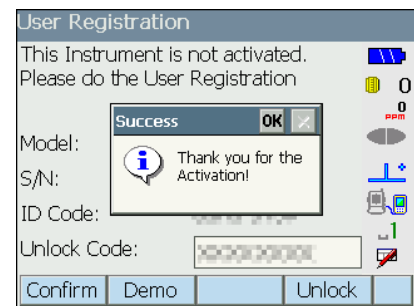 User Registration
This Instrument is not activated.
Please do the User Registration
0
0
PPM
Success OK
Thank you for the
Activation!
Model:
S/N:
ID Code:
Unlock Code:
1
Confirm Demo Unlock